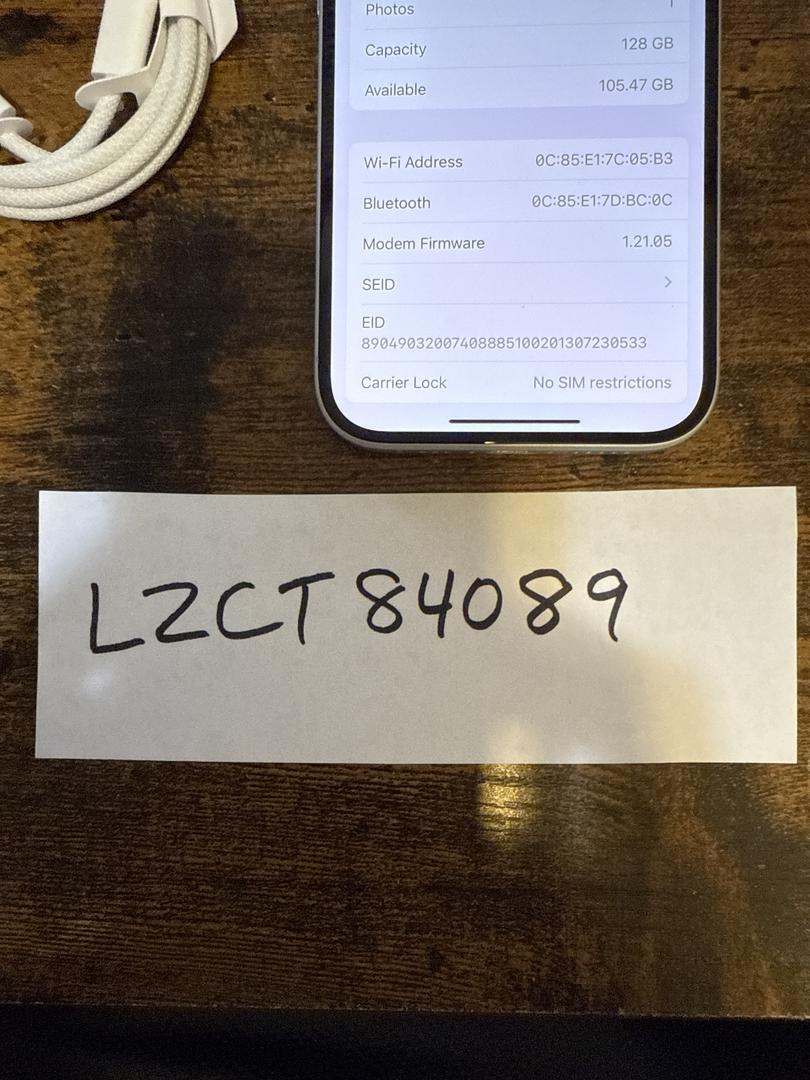 Photos 1
Capacity 128 GB
Available 105.47 GB
Wi-Fi Address 0C:85:E1:7C:05:B3
Bluetooth 0C:85:E1:7D:BC:0C
Modem Firmware 1.21.05
SEID
EID
89049032007408885100201307230533
Carrier Lock No SIM restrictions
LZCT84089